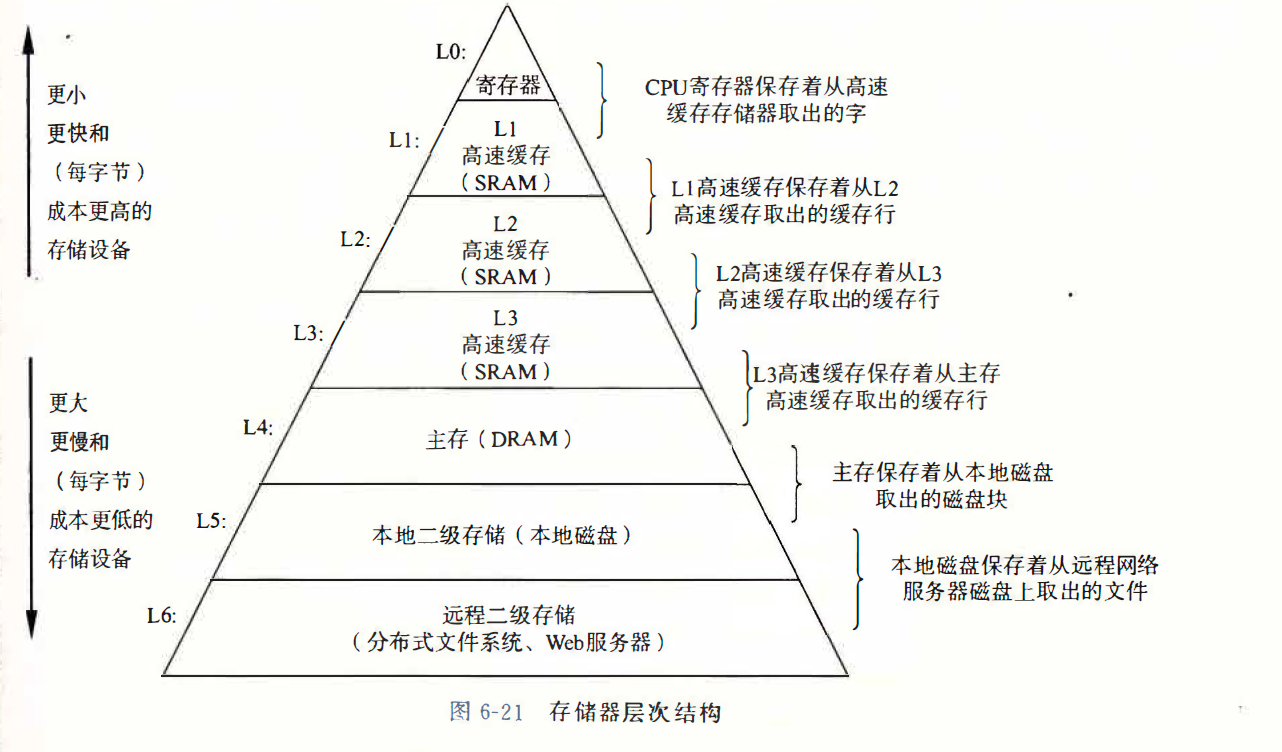 更小
更快和
（每字节）
成本更高的
存储设备
更大
更慢和
（每字节）
成本更低的
存储设备
L0:
寄存器
L1:
L1
高速缓存
（SRAM）
L2:
L2
高速缓存
（SRAM）
L3:
L3
高速缓存
（SRAM）
L4:
主存（DRAM）
L5:
本地二级存储（本地磁盘）
L6:
远程二级存储
（分布式文件系统、Web服务器）
CPU寄存器保存着从高速
缓存存储器取出的字
L1高速缓存保存着从L2
高速缓存取出的缓存行
L2高速缓存保存着从L3
高速缓存取出的缓存行
L3高速缓存保存着从主存
高速缓存取出的缓存行
主存保存着从本地磁盘
取出的磁盘块
本地磁盘保存着从远程网络
服务器磁盘上取出的文件
图 6-21 存储器层次结构